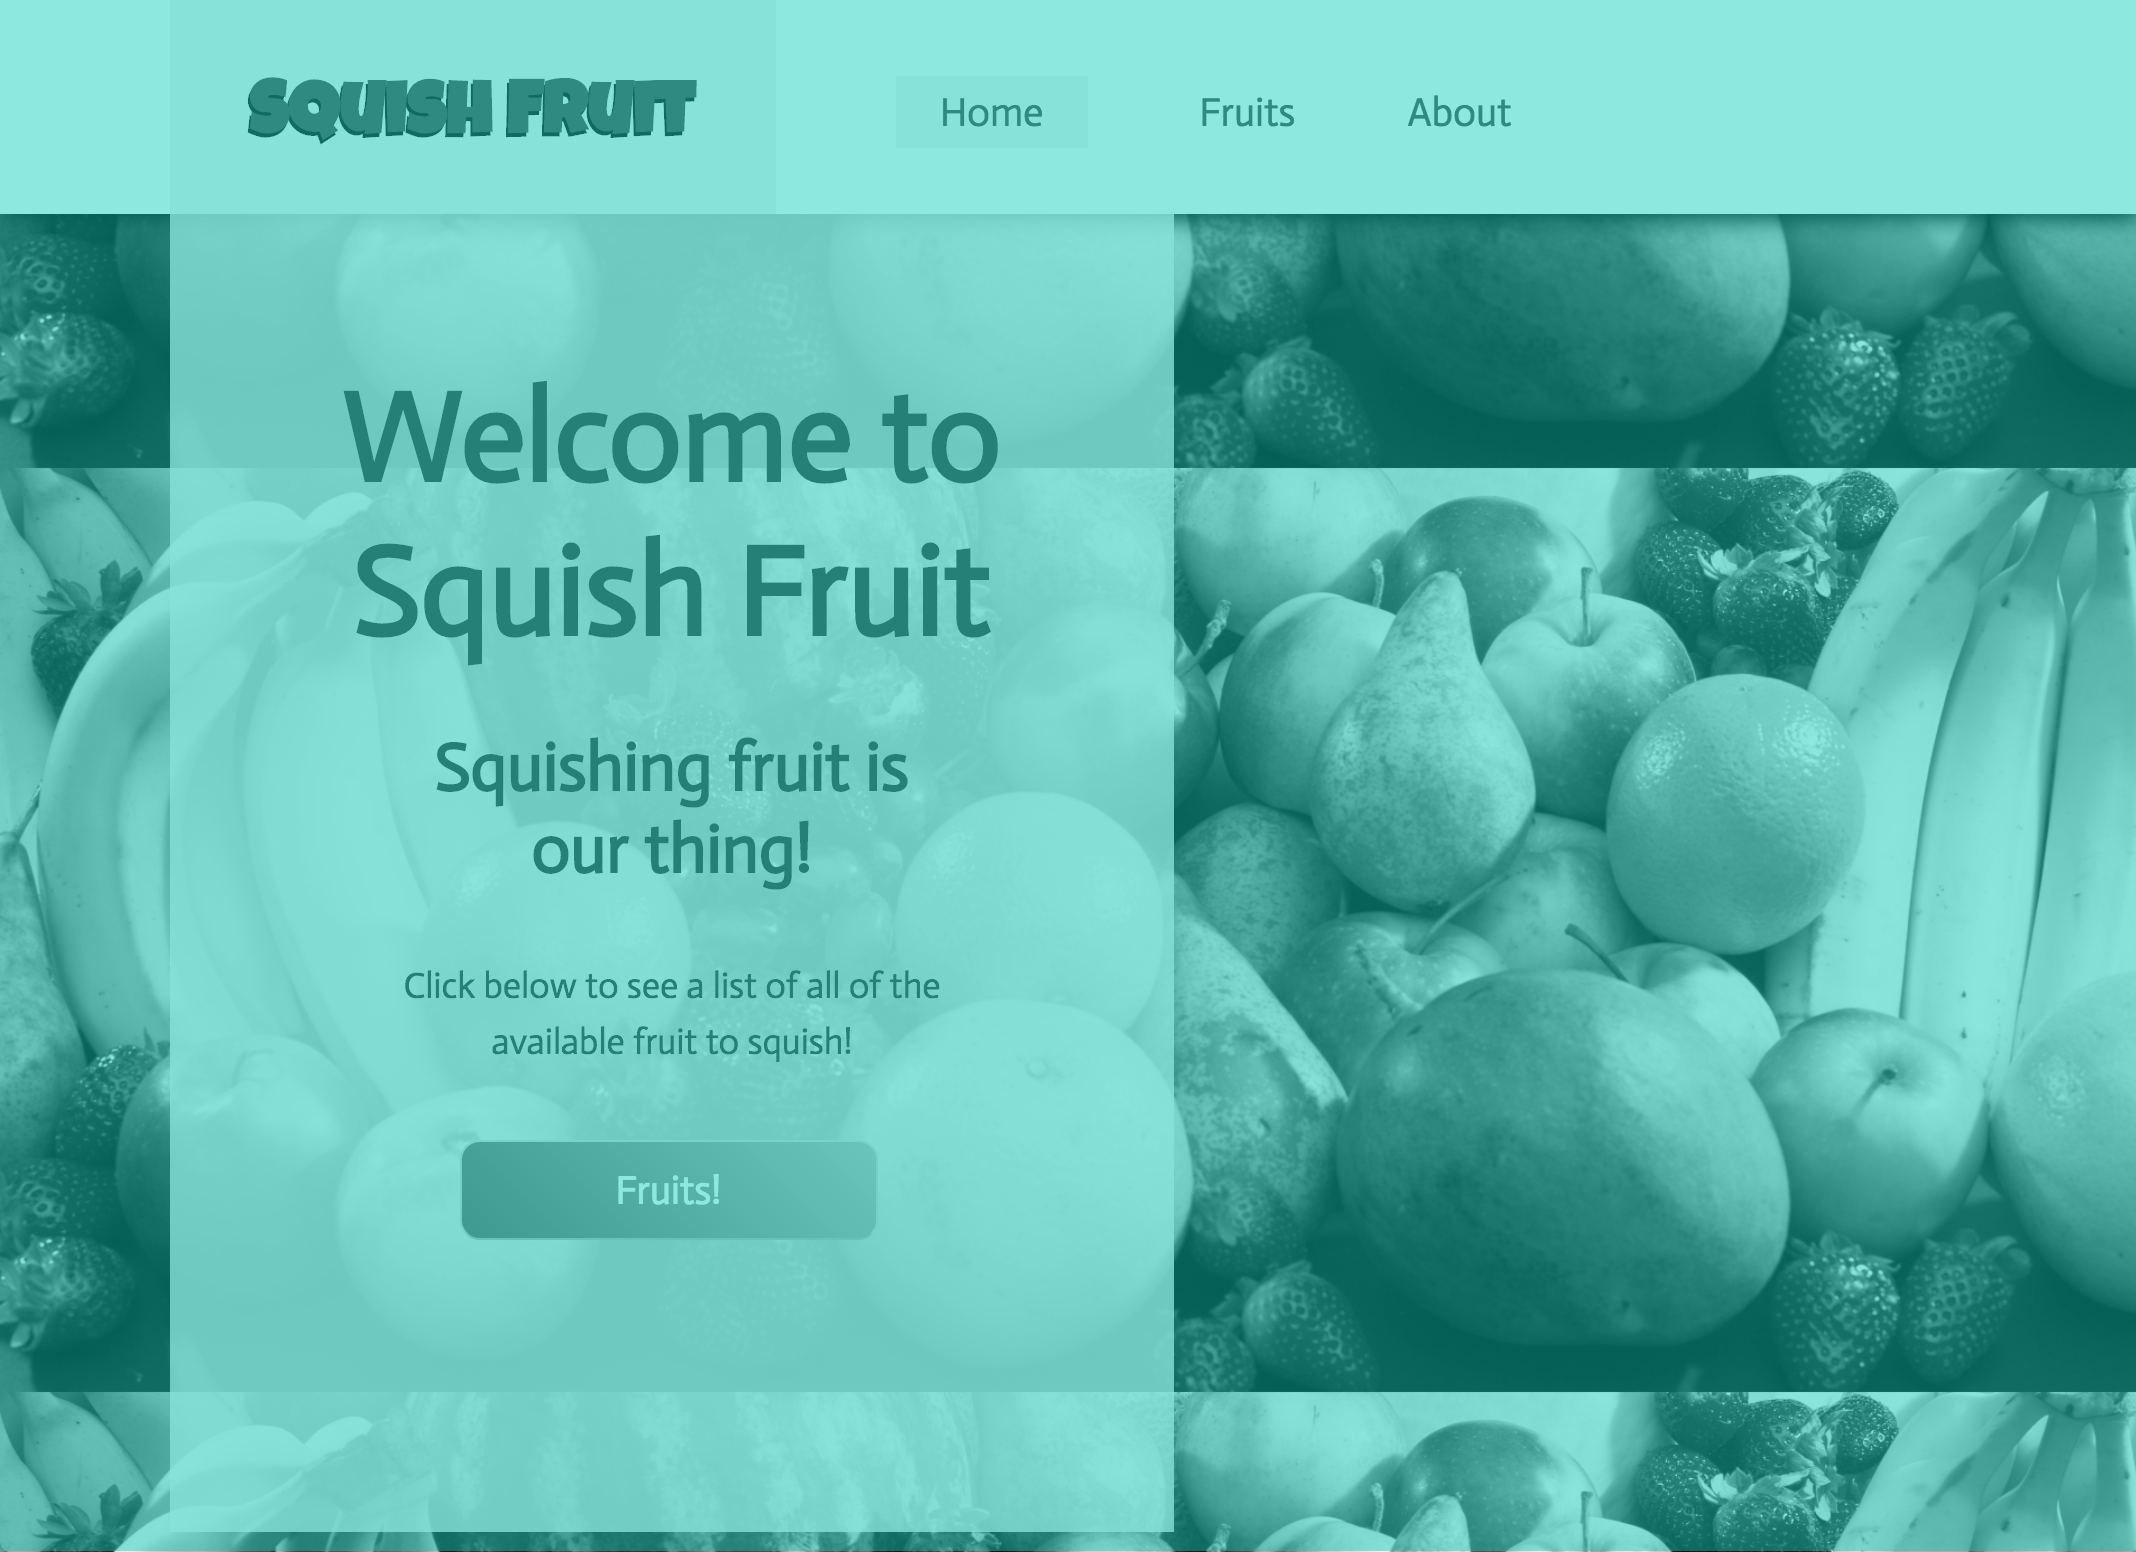 SQUISH FRUIT
Home
Fruits
About
Welcome to
Squish Fruit
Squishing fruit is
our thing!
Click below to see a list of all of the
available fruit to squish!
Fruits!